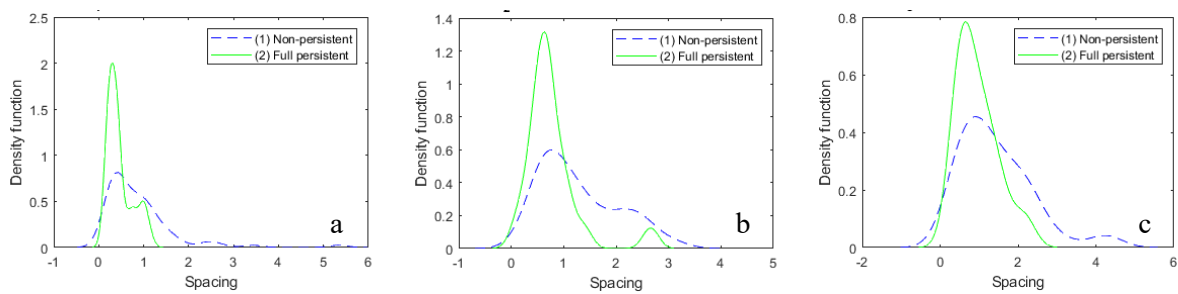 2.5
2
1.5
1
0.5
0
-1 0 1 2 3 4 5 6
Density function
Spacing
(1) Non-persistent
(2) Full persistent
a
1.4
1.2
1
0.8
0.6
0.4
0.2
0
-1 0 1 2 3 4 5
Density function
Spacing
(1) Non-persistent
(2) Full persistent
b
0.8
0.6
0.4
0.2
0
-2 0 2 4 6
Density function
Spacing
(1) Non-persistent
(2) Full persistent
c